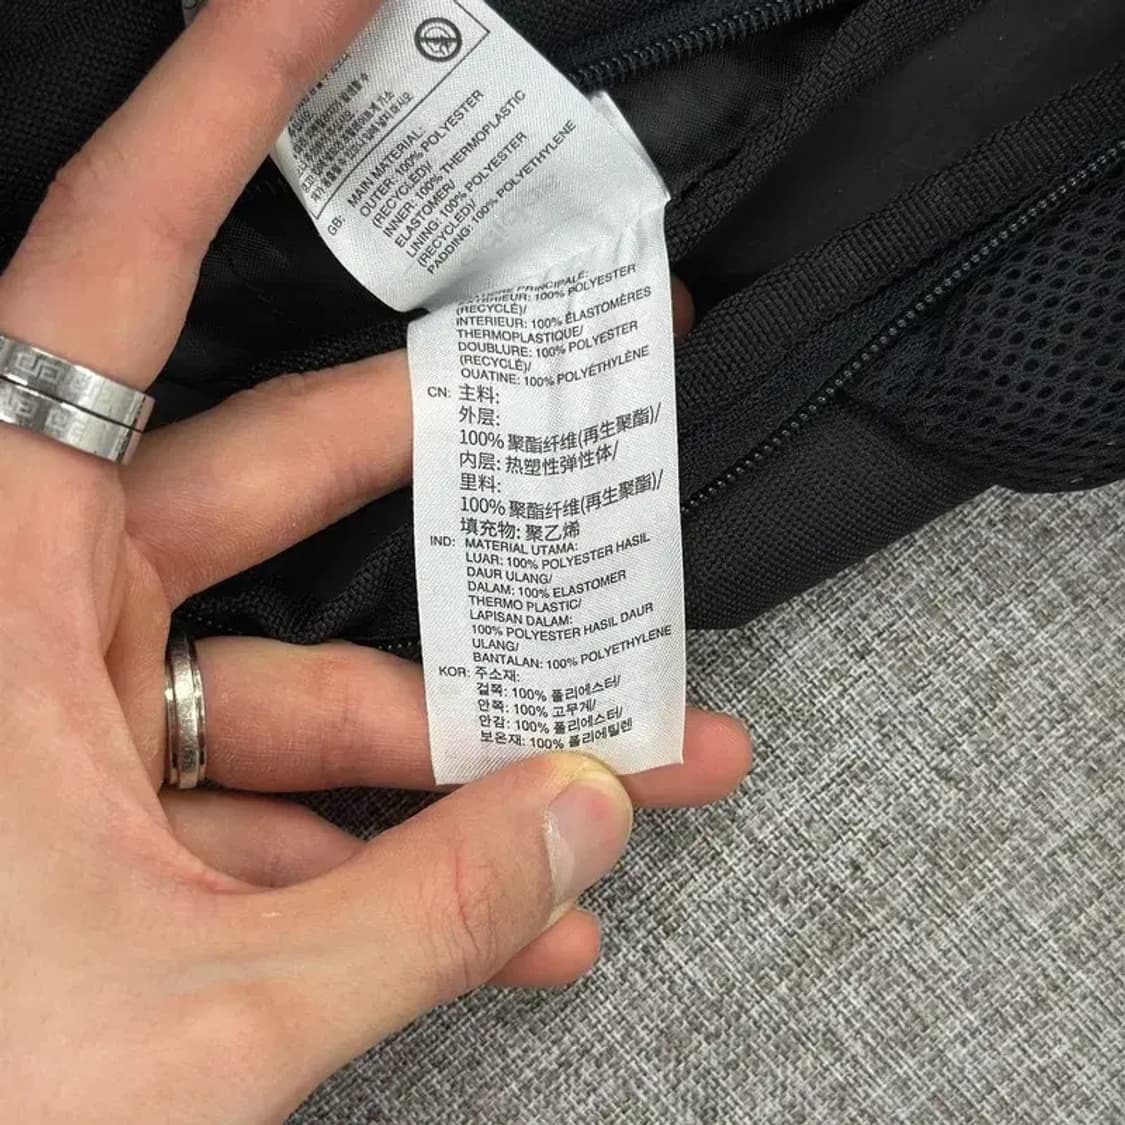 GB: MAIN MATERIAL:
OUTER: 100% POLYESTER
(RECYCLED)/
INNER: 100% THERMOPLASTIC
ELASTOMER/
LINING: 100% POLYESTER
(RECYCLED)/
PADDING: 100% POLYETHYLENE
PRINCIPALE:
100% POLYESTER
(RECYCLÉ)/
INTERIEUR: 100% ÉLASTOMÈRES
THERMOPLASTIQUE/
DOUBLURE: 100% POLYESTER
(RECYCLÉ)/
OUATINE: 100% POLYÉTHYLÈNE
CN: 主料:
外层:
100% 聚酯纤维(再生聚酯)/
内层: 热塑性弹性体/
里料:
100% 聚酯纤维(再生聚酯)/
填充物: 聚乙烯
IND: MATERIAL UTAMA:
LUAR: 100% POLYESTER HASIL
DAUR ULANG/
DALAM: 100% ELASTOMER
THERMO PLASTIC/
LAPISAN DALAM:
100% POLYESTER HASIL DAUR
ULANG/
BANTALAN: 100% POLYETHYLENE
KOR: 주소재:
겉쪽: 100% 폴리에스터/
안쪽: 100% 고무계/
안감: 100% 폴리에스터/
보온재: 100% 폴리에틸렌